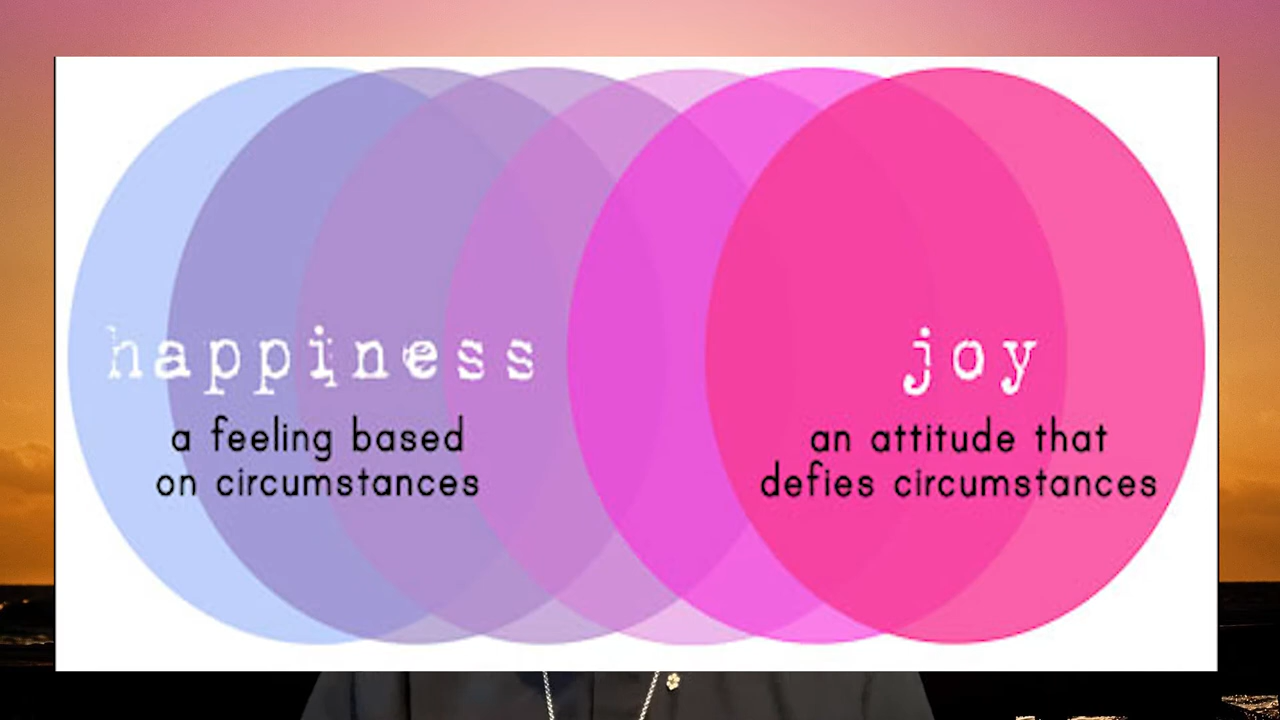 happiness
a feeling based
on circumstances
joy
an attitude that
defies circumstances